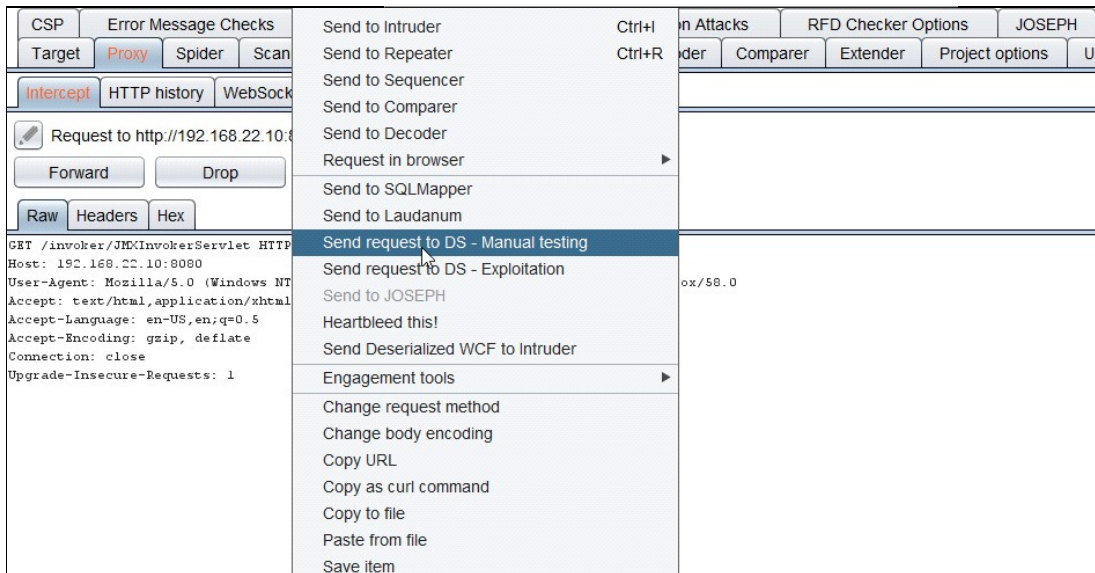 CSP Error Message Checks on Attacks RFD Checker Options JOSEPH
Target Proxy Spider Scan oder Comparer Extender Project options U
Intercept HTTP history WebSock
Request to http://192.168.22.10:8
Forward Drop
Raw Headers Hex
GET /invoker/JMXInvokerServlet HTTP
Host: 192.168.22.10:8080
User-Agent: Mozilla/5.0 (Windows NT ox/58.0
Accept: text/html,application/xhtml
Accept-Language: en-US,en;q=0.5
Accept-Encoding: gzip, deflate
Connection: close
Upgrade-Insecure-Requests: 1
Send to Intruder Ctrl+I
Send to Repeater Ctrl+R
Send to Sequencer
Send to Comparer
Send to Decoder
Request in browser
Send to SQLMapper
Send to Laudanum
Send request to DS - Manual testing
Send request to DS - Exploitation
Send to JOSEPH
Heartbleed this!
Send Deserialized WCF to Intruder
Engagement tools
Change request method
Change body encoding
Copy URL
Copy as curl command
Copy to file
Paste from file
Save item